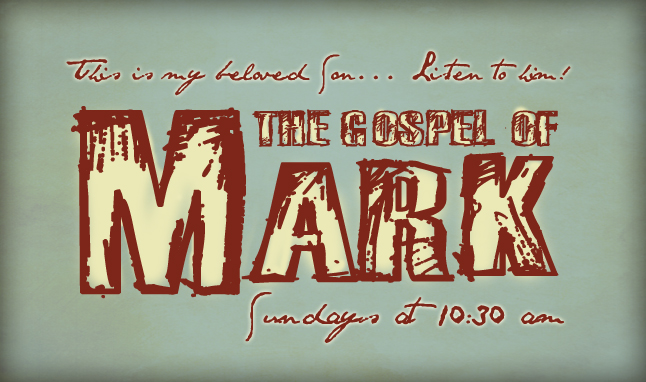 This is my beloved Son... Listen to him!
THE GOSPEL OF
MARK
Sundays at 10:30 am